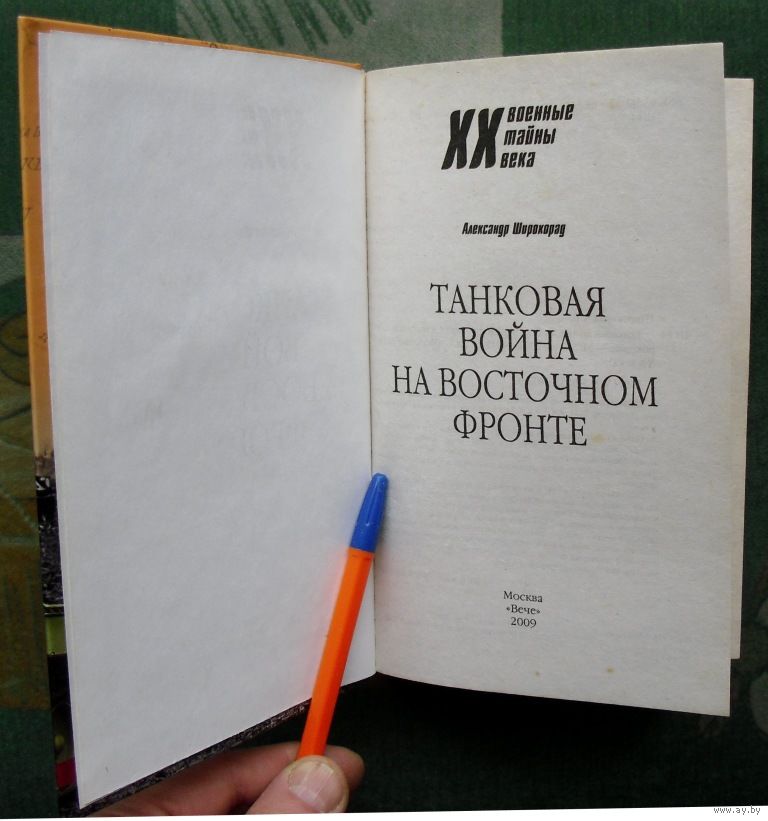 XX военные
тайны
века
Александр Широкорад
ТАНКОВАЯ
ВОЙНА
НА ВОСТОЧНОМ
ФРОНТЕ
Москва
«Вече»
2009
www.ay.by